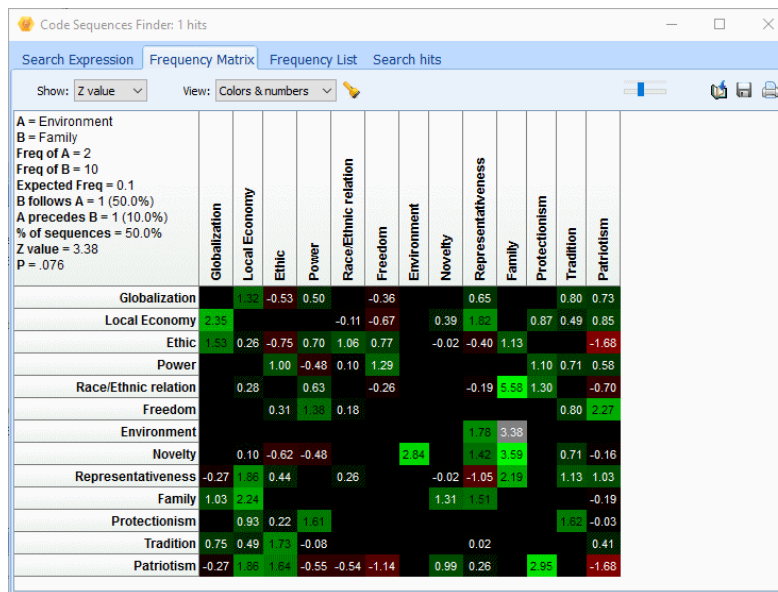 Code Sequences Finder: 1 hits
Search Expression Frequency Matrix Frequency List Search hits
Show: Z value View: Colors & numbers
A = Environment
B = Family
Freq of A = 2
Freq of B = 10
Expected Freq = 0.1
B follows A = 1 (50.0%)
A precedes B = 1 (10.0%)
% of sequences = 50.0%
Z value = 3.38
P = .076
Globalization Local Economy Ethic Power Race/Ethnic relation Freedom Environment Novelty Representativeness Family Protectionism Tradition Patriotism
Globalization 1.32 -0.53 0.50 -0.36 0.65 0.80 0.73
Local Economy 2.35 -0.11 -0.67 0.39 1.82 0.87 0.49 0.85
Ethic 1.53 0.26 -0.75 0.70 1.06 0.77 -0.02 -0.40 1.13 -1.68
Power 1.00 -0.48 0.10 1.29 1.10 0.71 0.58
Race/Ethnic relation 0.28 0.63 -0.26 -0.19 5.58 1.30 -0.70
Freedom 0.31 1.38 0.18 0.80 2.27
Environment 1.78 3.38
Novelty 0.10 -0.62 -0.48 2.84 1.42 3.59 0.71 -0.16
Representativeness -0.27 1.86 0.44 0.26 -0.02 -1.05 2.19 1.13 1.03
Family 1.03 2.24 1.31 1.51 -0.19
Protectionism 0.93 0.22 1.61 1.62 -0.03
Tradition 0.75 0.49 1.73 -0.08 0.02 0.41
Patriotism -0.27 1.86 1.64 -0.55 -0.54 -1.14 0.99 0.26 2.95 -1.68